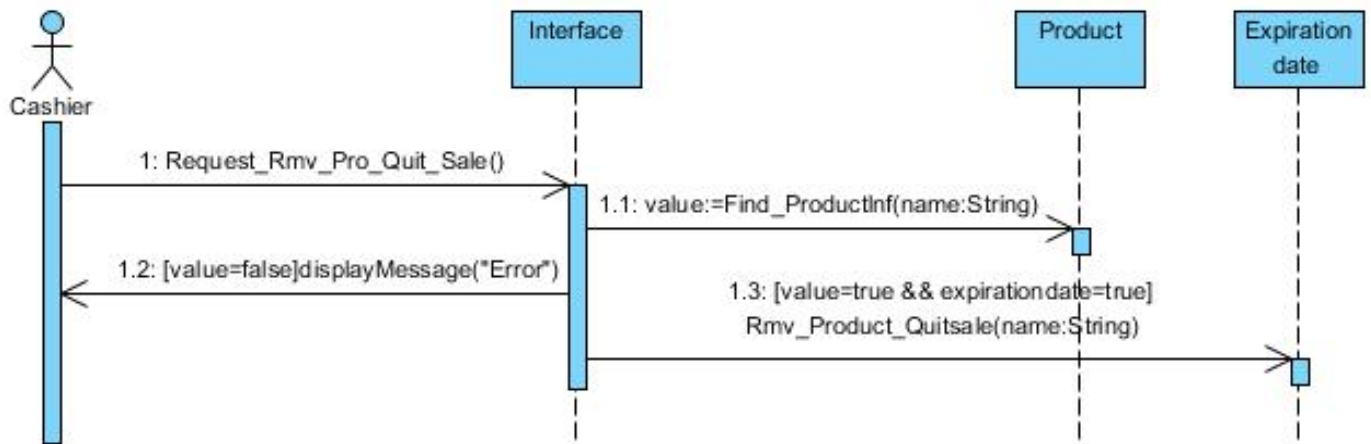 Interface
Product
Expiration
date
Cashier
1: Request_Rmv_Pro_Quit_Sale()
1.1: value:=Find_ProductInf(name:String)
1.2: [value=false]displayMessage("Error")
1.3: [value=true && expirationdate=true]
Rmv_Product_Quitsale(name:String)